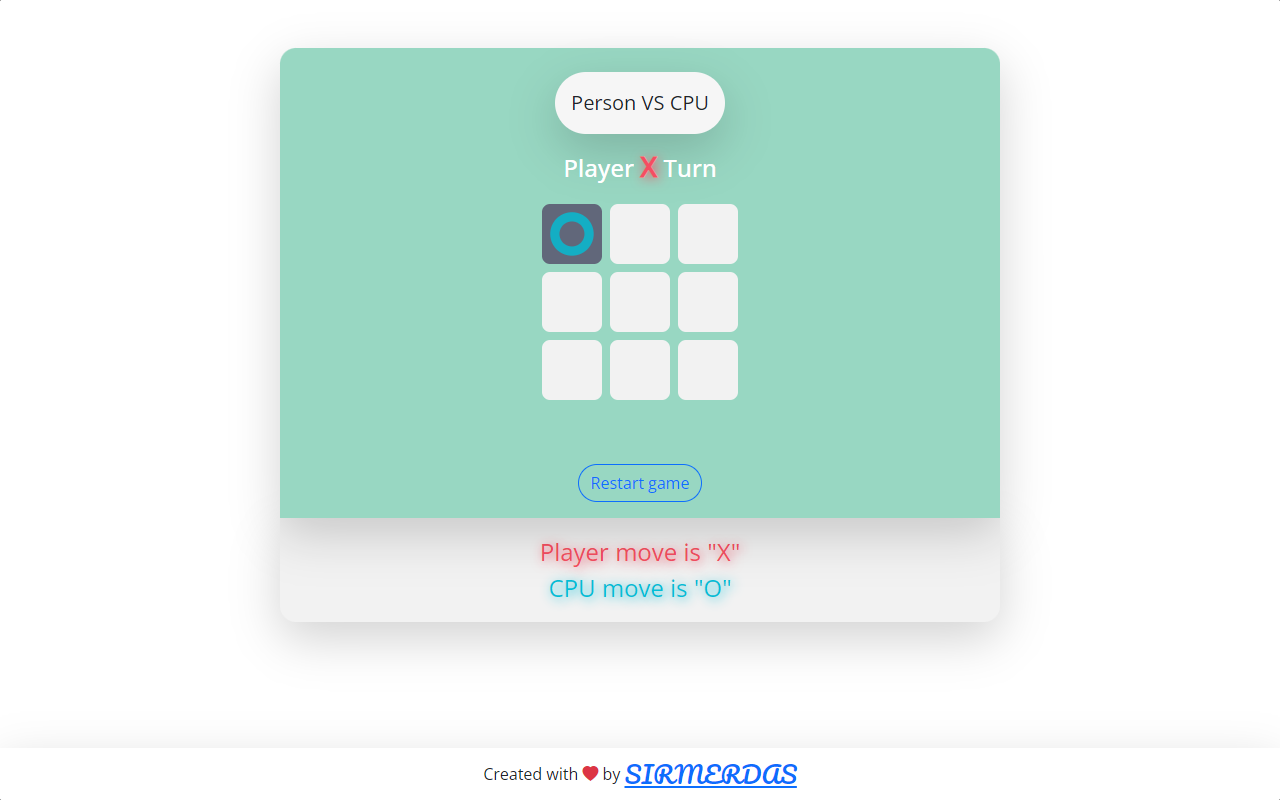 Person VS CPU
Player X Turn
Restart game
Player move is "X"
CPU move is "O"
Created with ❤ by SIRMERDAS